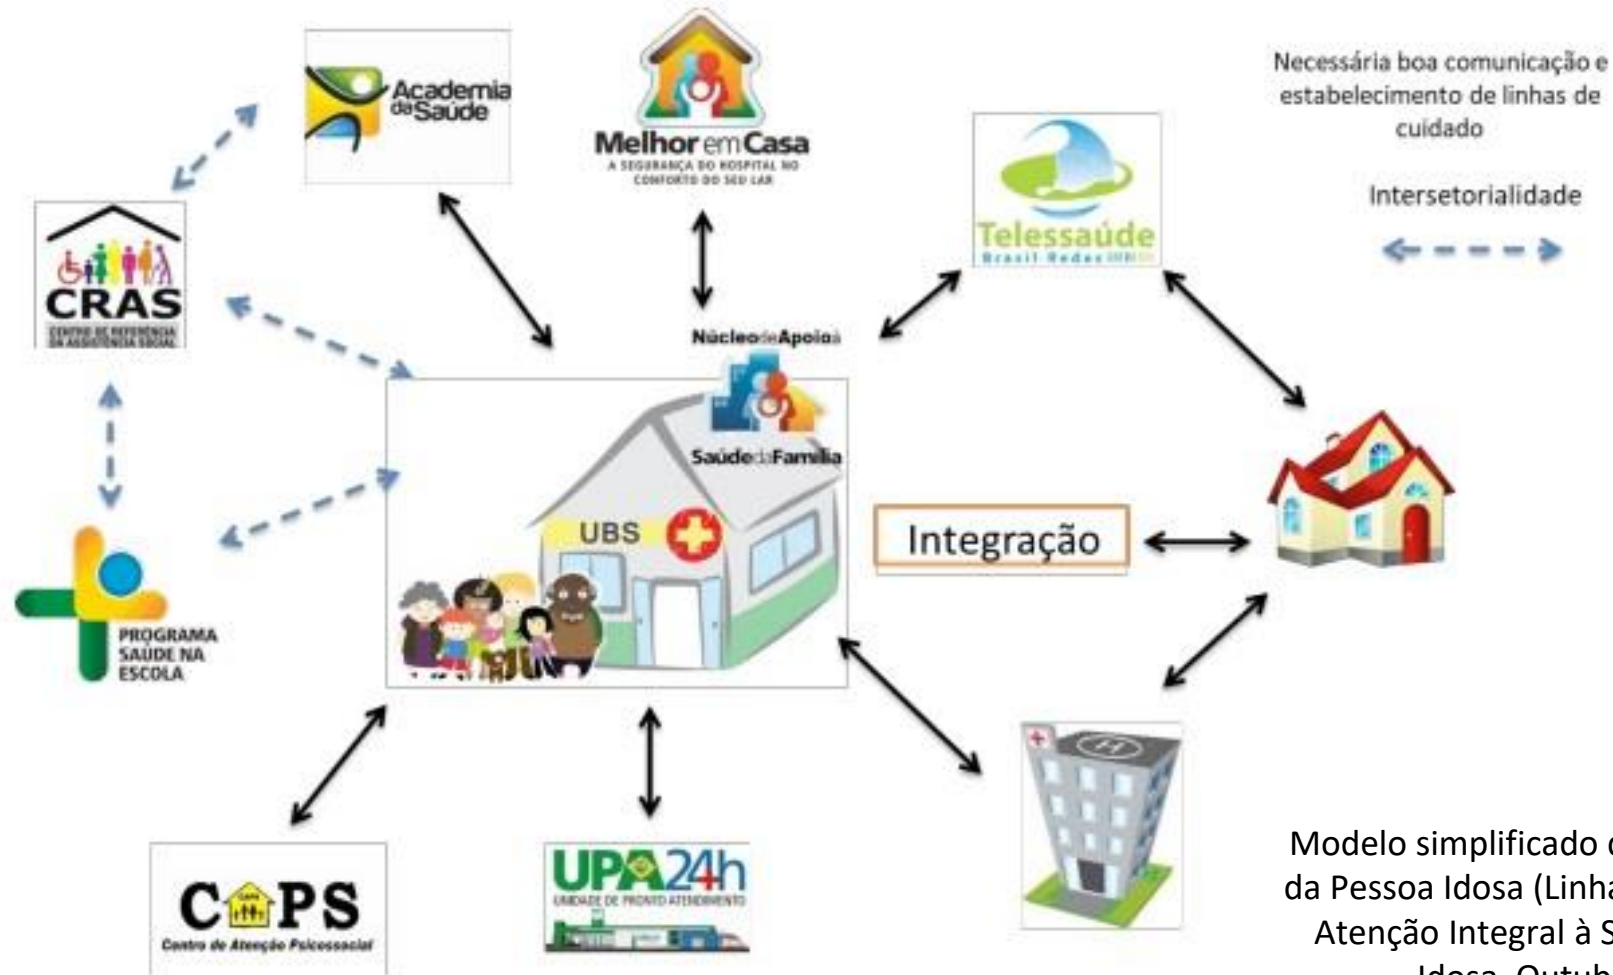 Academia
da Saúde
Melhor em Casa
A SEGURANÇA DO HOSPITAL NO
CONFORTO DO SEU LAR
Necessária boa comunicação e
estabelecimento de linhas de
cuidado
Intersetorialidade
Telessaúde
Brasil Redes
CRAS
CENTRO DE REFERÊNCIA
DA ASSISTÊNCIA SOCIAL
Núcleo de Apoio à
Saúde da Família
UBS
Integração
PROGRAMA
SAÚDE NA
ESCOLA
CAPS
Centro de Atenção Psicossocial
UPA 24h
UNIDADE DE PRONTO ATENDIMENTO
H
Modelo simplificado
da Pessoa Idosa (Linha
Atenção Integral à
Idosa, Outub